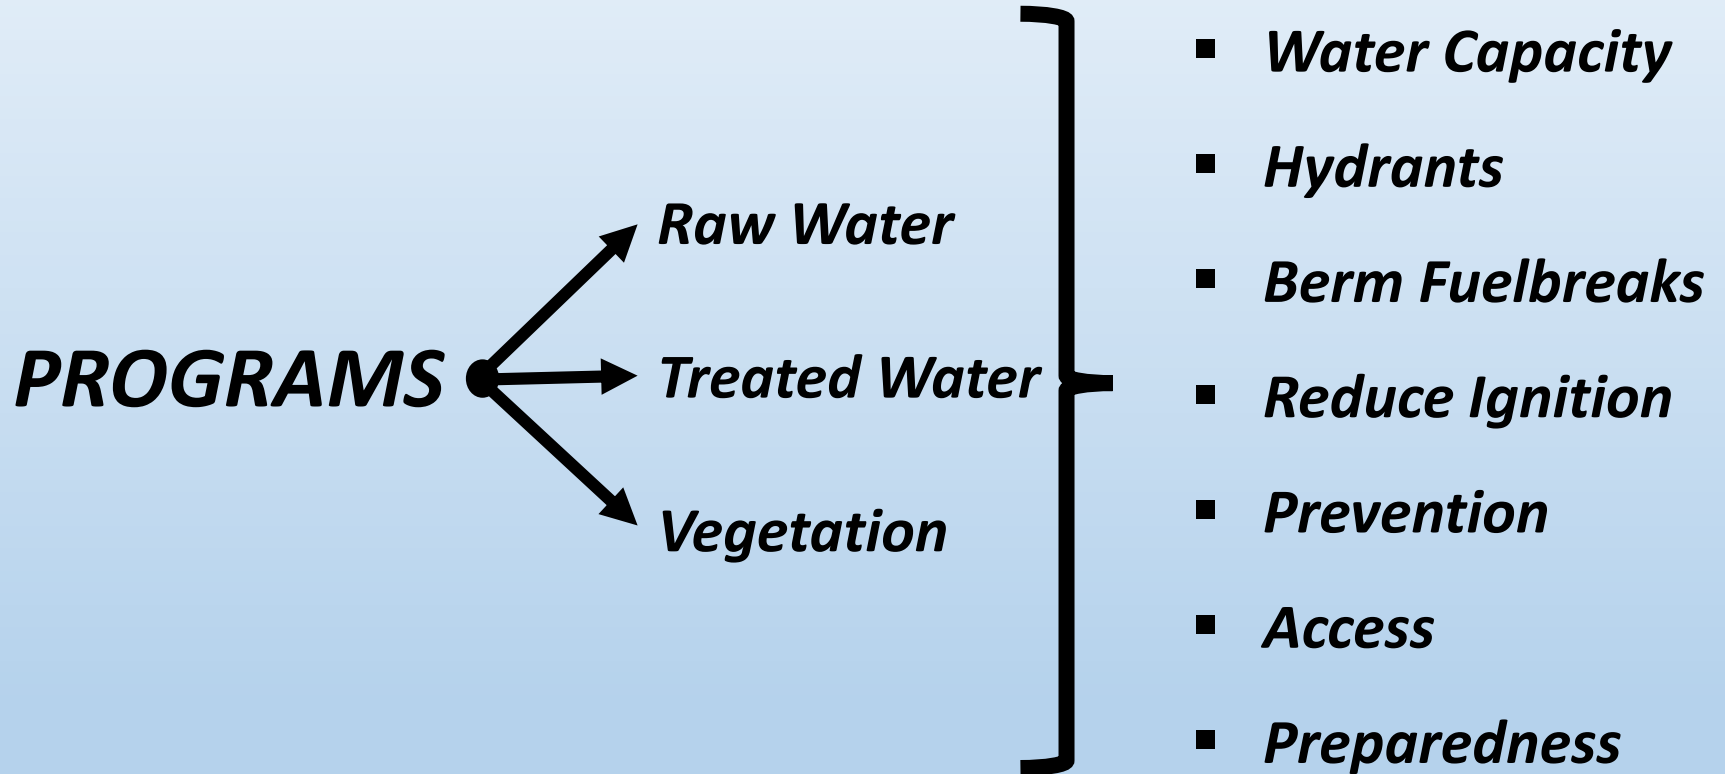 PROGRAMS
Raw Water
Treated Water
Vegetation
▪ Water Capacity
▪ Hydrants
▪ Berm Fuelbreaks
▪ Reduce Ignition
▪ Prevention
▪ Access
▪ Preparedness